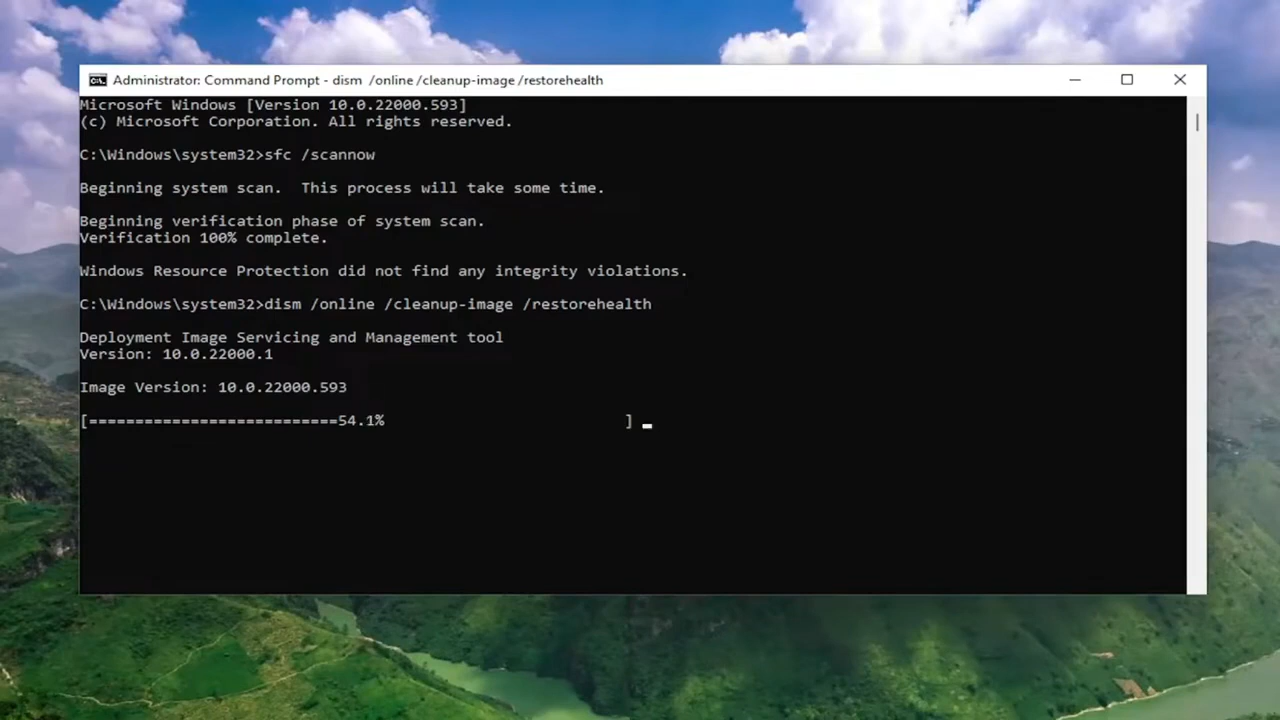 Administrator: Command Prompt - dism  /online /cleanup-image /restorehealth
Microsoft Windows [Version 10.0.22000.593]
(c) Microsoft Corporation. All rights reserved.
C:\Windows\system32>sfc /scannow
Beginning system scan.  This process will take some time.
Beginning verification phase of system scan.
Verification 100% complete.
Windows Resource Protection did not find any integrity violations.
C:\Windows\system32>dism /online /cleanup-image /restorehealth
Deployment Image Servicing and Management tool
Version: 10.0.22000.1
Image Version: 10.0.22000.593
[===========================54.1%                          ]